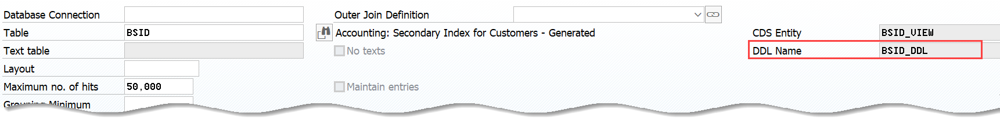 Database Connection Outer Join Definition
Table BSID Accounting: Secondary Index for Customers - Generated CDS Entity BSID_VIEW
Text table No texts DDL Name BSID_DDL
Layout
Maximum no. of hits 50,000 Maintain entries
Grouping Minimum